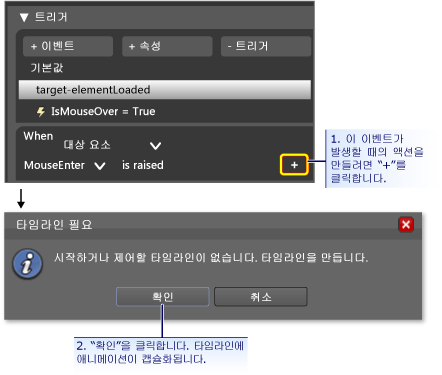 ▼ 트리거
+ 이벤트 + 속성 - 트리거
기본값
target-elementLoaded
IsMouseOver = True
When
대상 요소
MouseEnter is raised +
1. 이 이벤트가
발생할 때의 액션을
만들려면 “+”를
클릭합니다.
타임라인 필요
시작하거나 제어할 타임라인이 없습니다. 타임라인을 만듭니다.
확인 취소
2. “확인”을 클릭합니다. 타임라인에
애니메이션이 캡슐화됩니다.